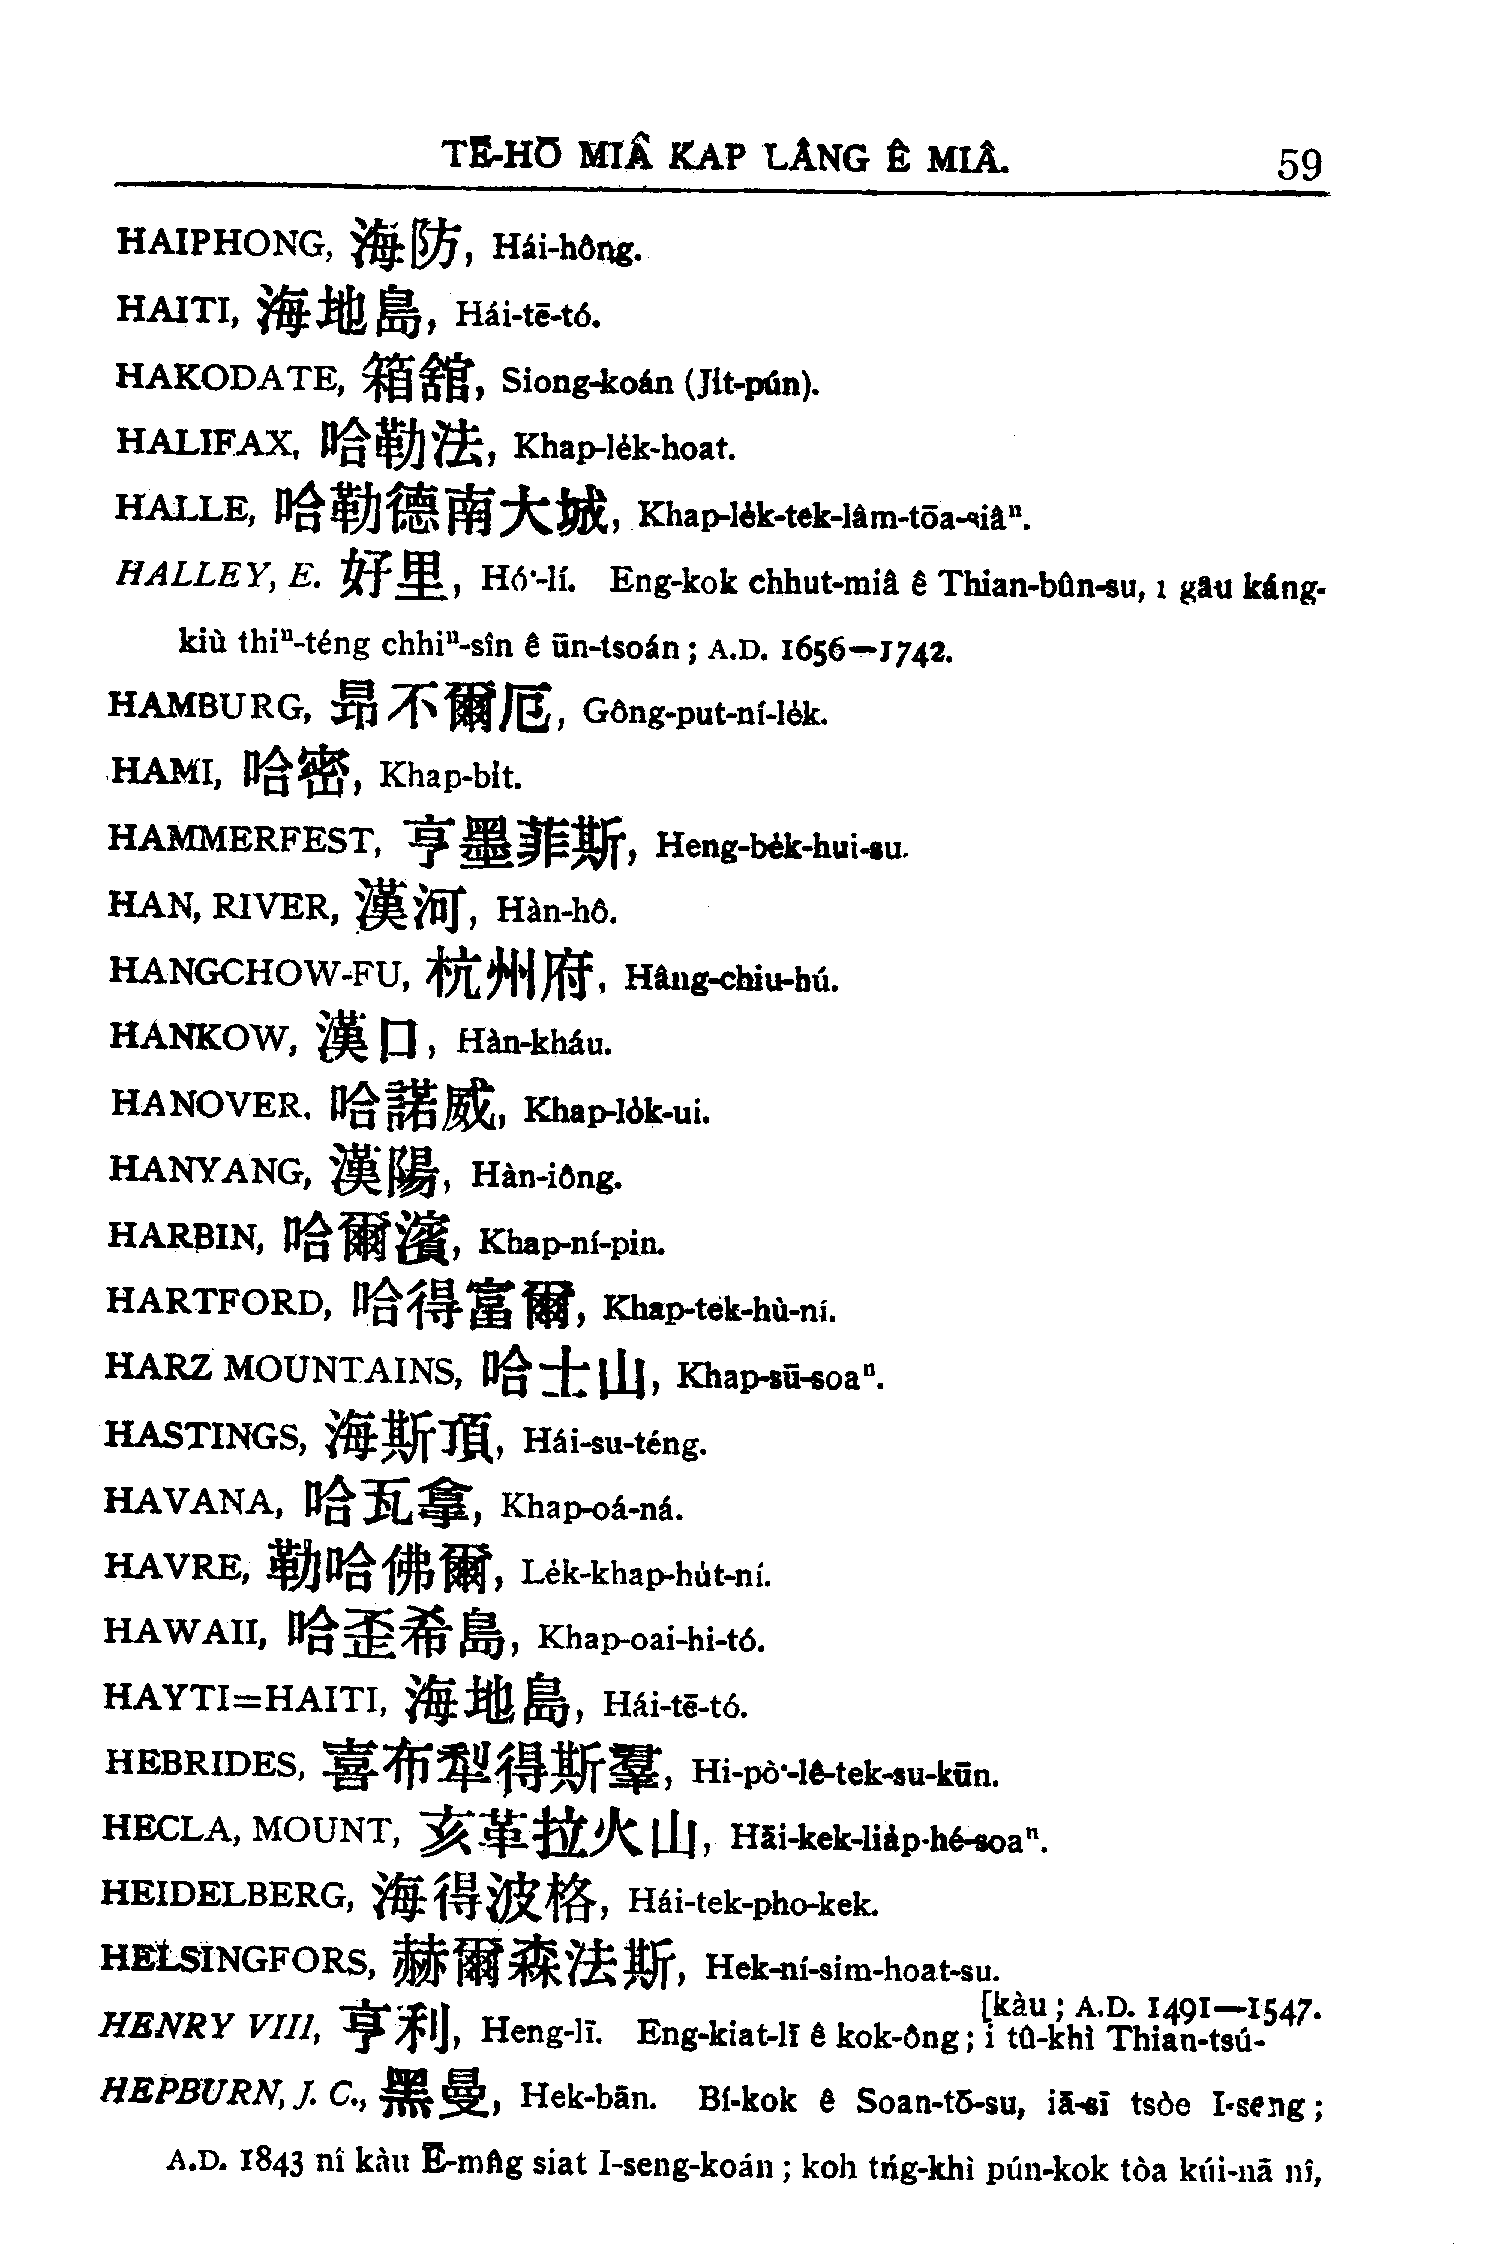 TĒ-HŌ MIÂ KAP LÂNG Ê MIÂ. 59
HAIPHONG, 海防, Hái-hông.
HAITI, 海地島, Hái-tē-tó.
HAKODATE, 箱舘, Siong-koán (Ji̍t-pún).
HALIFAX, 哈勒法, Khap-le̍k-hoat.
HALLE, 哈勒德南大城, Khap-le̍k-tek-lâm-tōa-siâⁿ.
HALLEY, E. 好里, Hó͘-lí. Eng-kok chhut-miâ ê Thian-bûn-su, i gâu káng-
kiù thiⁿ-téng chhiⁿ-sîn ê ūn-tsoán; A.D. 1656—1742.
HAMBURG, 昂不爾厄, Gông-put-ní-le̍k.
HAMI, 哈密, Khap-bi̍t.
HAMMERFEST, 亨墨菲斯, Heng-be̍k-hui-su.
HAN, RIVER, 漢河, Hàn-hô.
HANGCHOW-FU, 杭州府, Hâng-chiu-hú.
HANKOW, 漢口, Hàn-kháu.
HANOVER, 哈諾威, Khap-lo̍k-ui.
HANYANG, 漢陽, Hàn-iông.
HARBIN, 哈爾濱, Khap-ní-pin.
HARTFORD, 哈得富爾, Khap-tek-hù-ní.
HARZ MOUNTAINS, 哈士山, Khap-sū-soaⁿ.
HASTINGS, 海斯頂, Hái-su-téng.
HAVANA, 哈瓦拿, Khap-oá-ná.
HAVRE, 勒哈佛爾, Le̍k-khap-hu̍t-ní.
HAWAII, 哈歪希島, Khap-oai-hi-tó.
HAYTI=HAITI, 海地島, Hái-tē-tó.
HEBRIDES, 喜布犁得斯羣, Hi-pò͘-lê-tek-su-kūn.
HECLA, MOUNT, 亥革拉火山, Hāi-kek-lia̍p-hé-soaⁿ.
HEIDELBERG, 海得波格, Hái-tek-pho-kek.
HELSINGFORS, 赫爾森法斯, Hek-ní-sim-hoat-su.
[kàu; A.D. 1491—1547.
HENRY VIII, 亨利, Heng-lī. Eng-kiat-lī ê kok-ông; i tû-khì Thian-tsú-
HEPBURN, J. C., 黑曼, Hek-bān. Bí-kok ê Soan-tō-su, iā-sī tsòe I-seng;
A.D. 1843 nî kàu Ē-mn̂g siat I-seng-koán; koh tńg-khì pún-kok tòa kúi-nā nî,